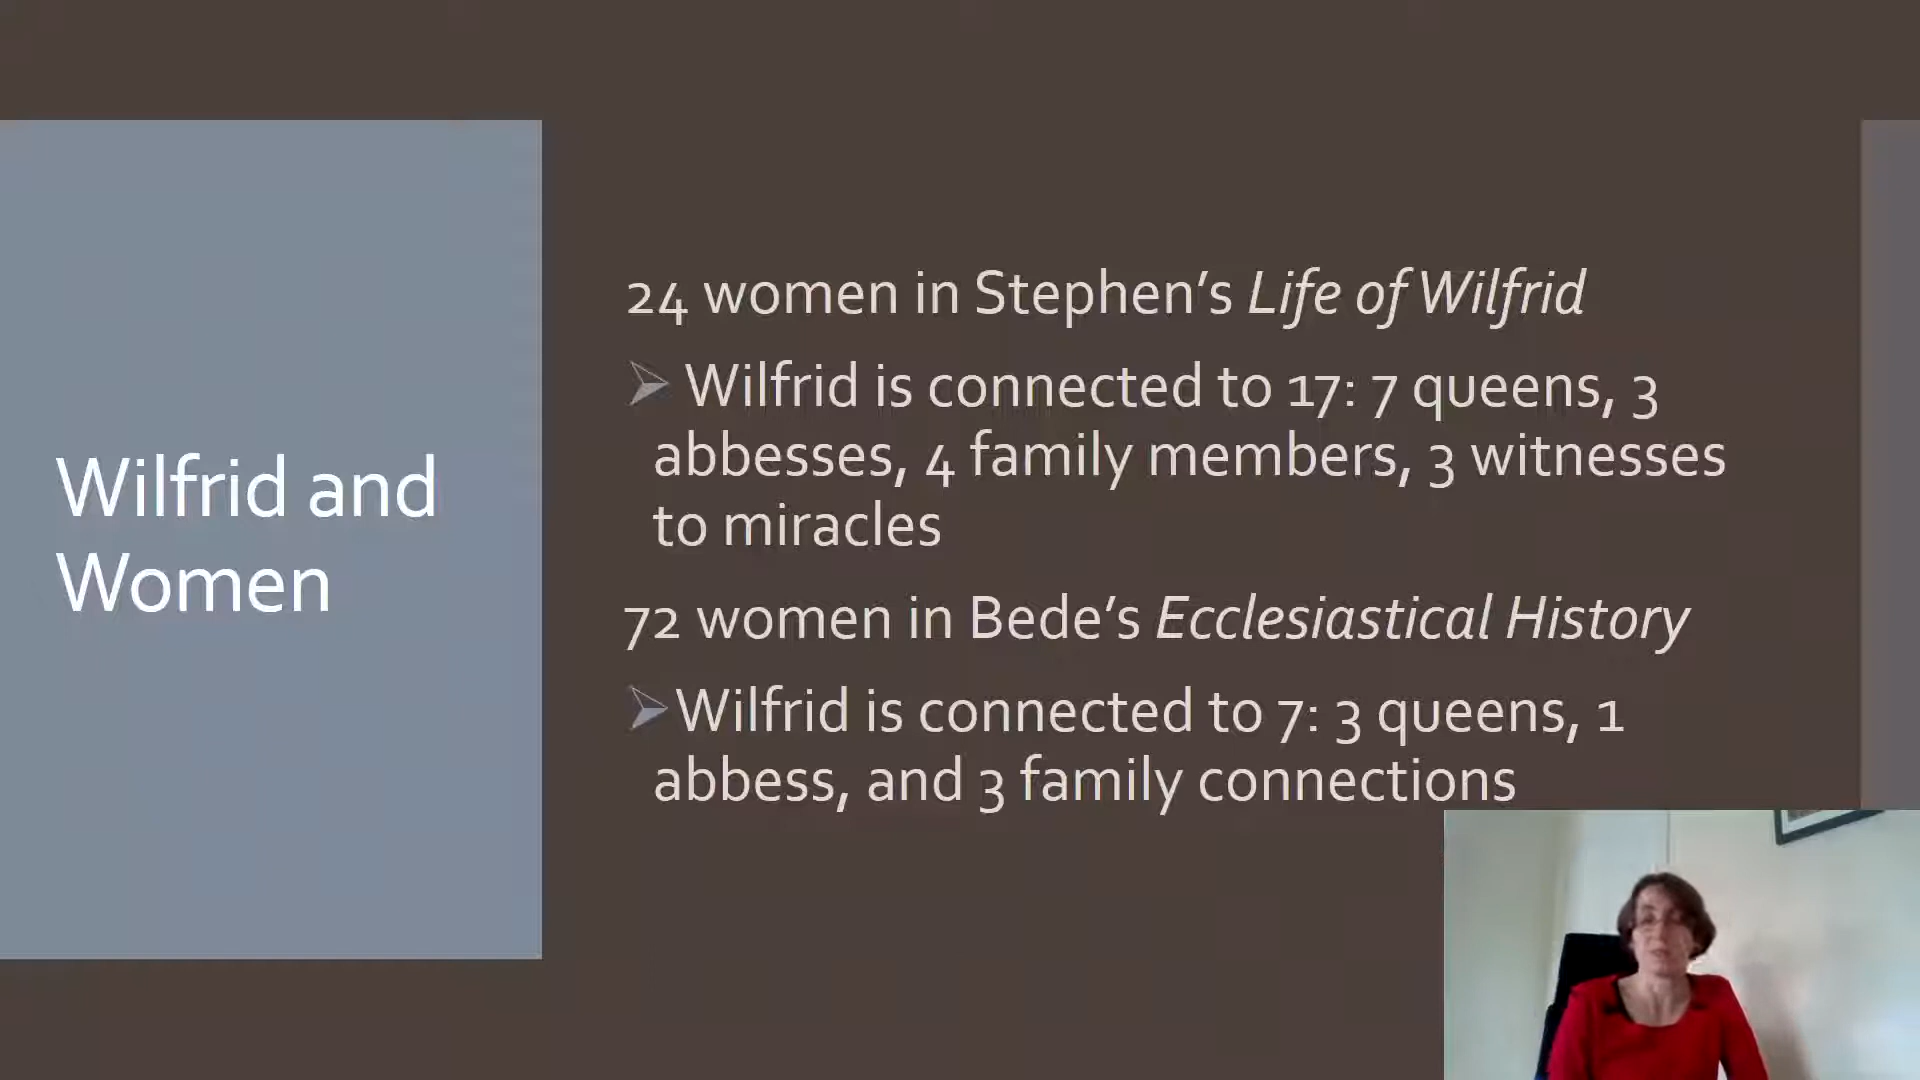 Wilfrid and
Women
24 women in Stephen’s Life of Wilfrid
Wilfrid is connected to 17: 7 queens, 3
abbesses, 4 family members, 3 witnesses
to miracles
72 women in Bede’s Ecclesiastical History
Wilfrid is connected to 7: 3 queens, 1
abbess, and 3 family connections